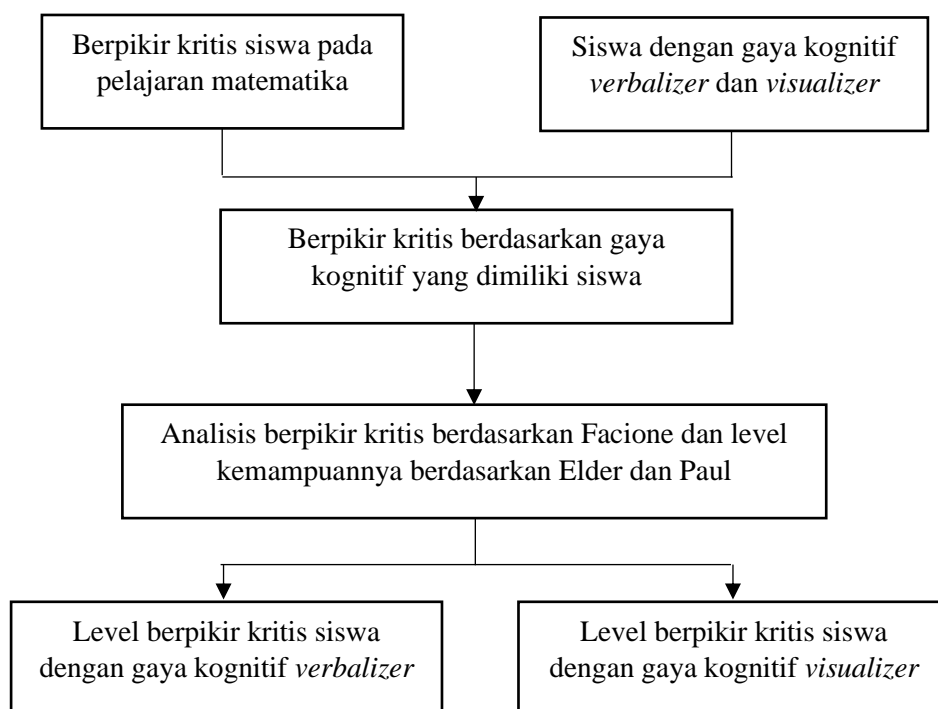 Berpikir kritis siswa pada
pelajaran matematika
Siswa dengan gaya kognitif
verbalizer dan visualizer
Berpikir kritis berdasarkan gaya
kognitif yang dimiliki siswa
Analisis berpikir kritis berdasarkan Facione dan level
kemampuannya berdasarkan Elder dan Paul
Level berpikir kritis siswa
dengan gaya kognitif verbalizer
Level berpikir kritis siswa
dengan gaya kognitif visualizer